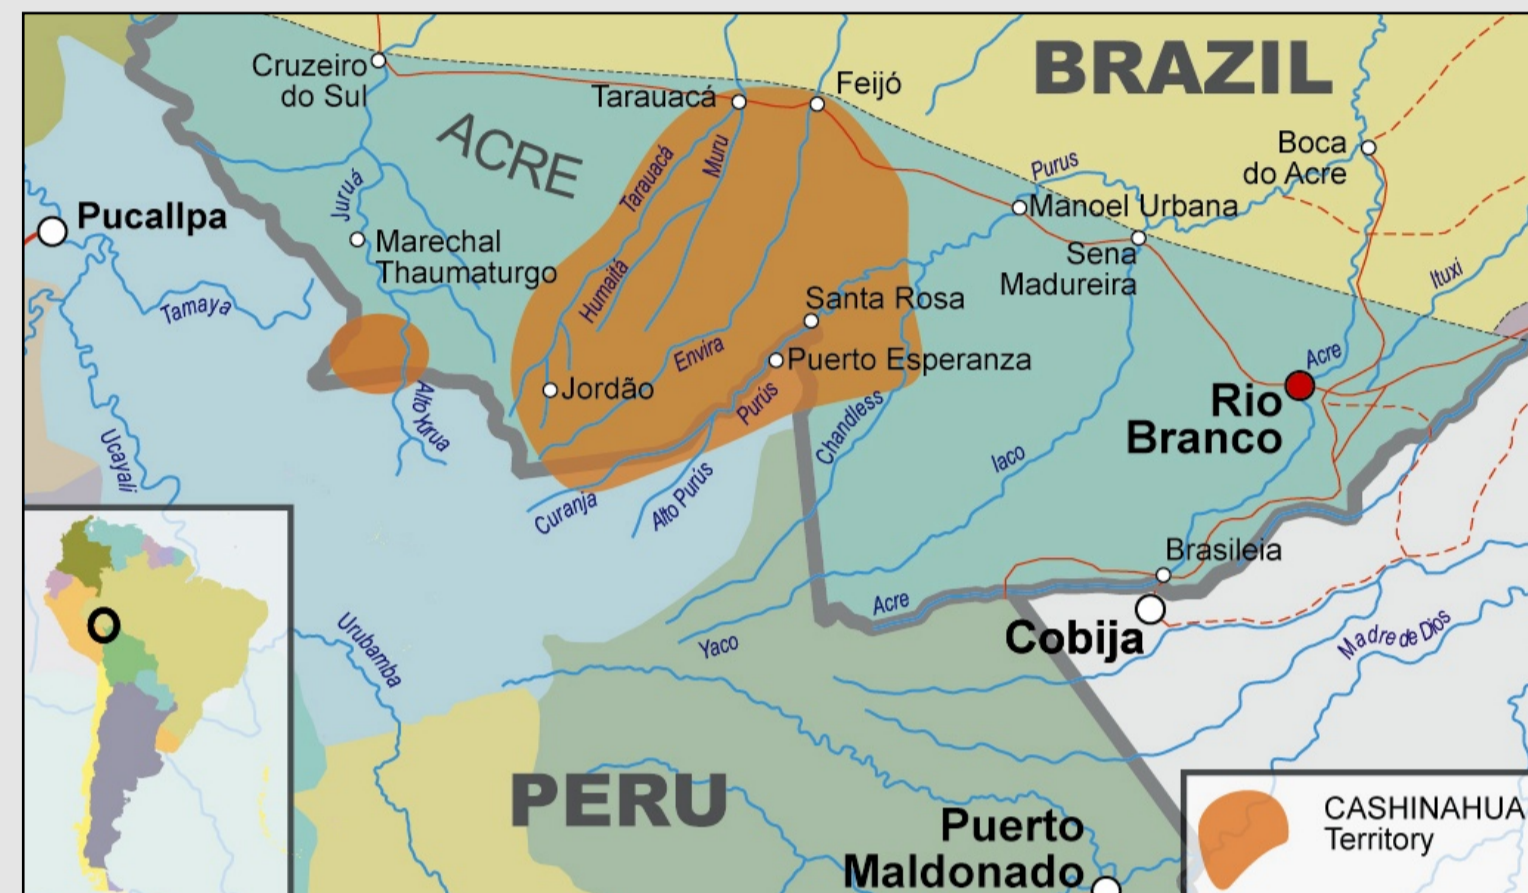 BRAZIL
Cruzeiro
do Sul
Tarauacá
Feijó
ACRE
Boca
do Acre
Purus
Tarauacá
Muru
Juruá
Manoel Urbana
Pucallpa
Marechal
Thaumaturgo
Sena
Madureira
Ituxi
Humaitá
Tamaya
Santa Rosa
Envira
Puerto Esperanza
Acre
Jordão
Purús
Rio
Branco
Alto Yurua
Chandless
Ucayali
Iaco
Curanja
Alto Purús
Brasileia
Acre
Cobija
Yaco
Urubamba
Madre de Dios
PERU
CASHINAHUA
Territory
Puerto
Maldonado